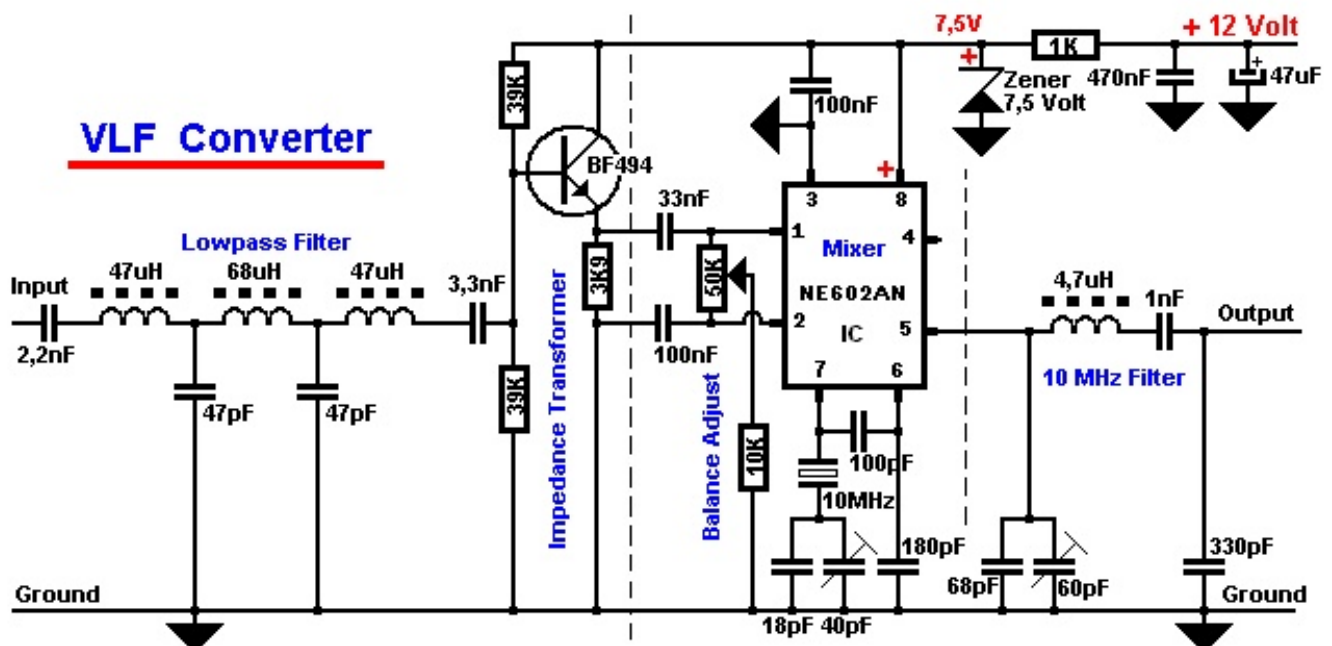 7,5V
+ 12 Volt
+
1K
39K
100nF
Zener
7,5 Volt
470nF
+
47uF
VLF Converter
BF494
+
33nF
3
8
Lowpass Filter
1
Mixer
4
47uH
68uH
47uH
3,3nF
3K9
50K
4,7uH
Input
NE602AN
1nF
Output
2,2nF
100nF
2
IC
5
7
6
10 MHz Filter
47pF
47pF
39K
Impedance Transformer
Balance Adjust
10K
100pF
10MHz
180pF
330pF
68pF
60pF
Ground
Ground
18pF
40pF